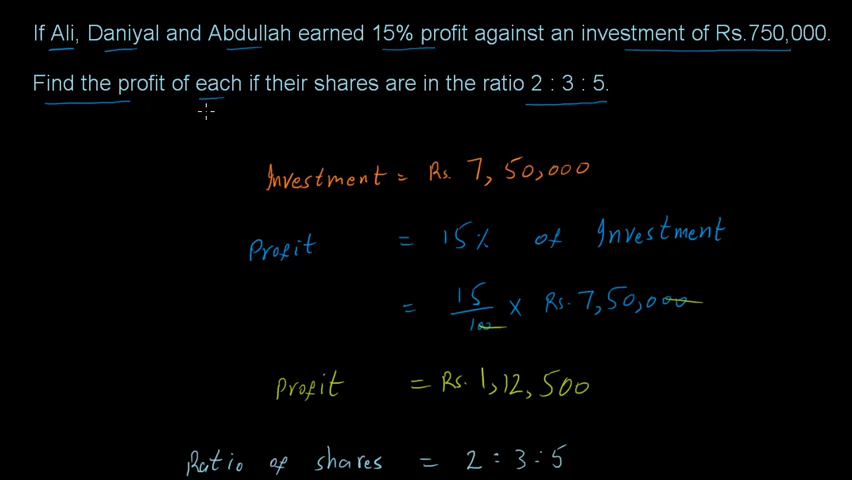 If Ali, Daniyal and Abdullah earned 15% profit against an investment of Rs.750,000.
Find the profit of each if their shares are in the ratio 2 : 3 : 5.
Investment = Rs. 7,50,000
Profit = 15% of Investment
= 15/100 x Rs. 7,50,000
Profit = Rs. 1,12,500
Ratio of shares = 2 : 3 : 5